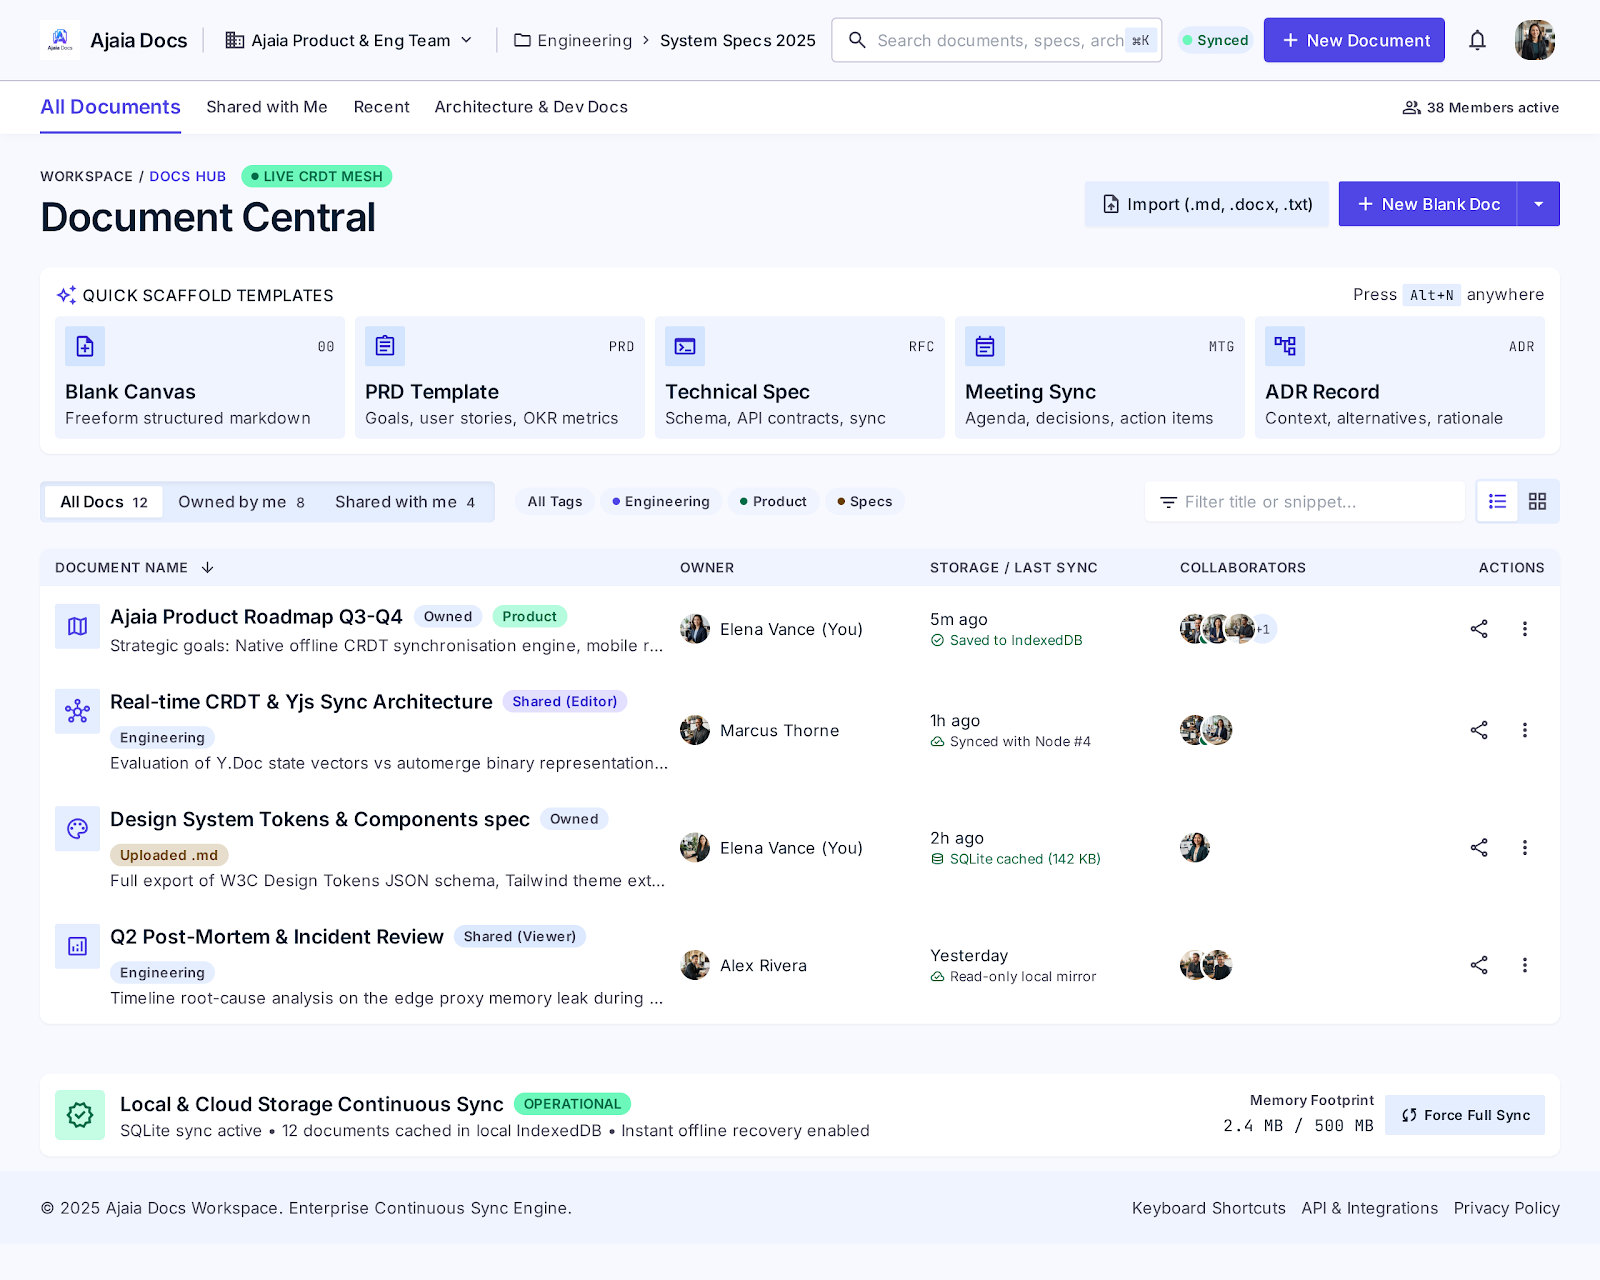 Ajaia Docs
Ajaia Docs
Ajaia Product & Eng Team
Engineering > System Specs 2025
Search documents, specs, arch
⌘K
Synced
+ New Document
All Documents
Shared with Me
Recent
Architecture & Dev Docs
38 Members active
WORKSPACE / DOCS HUB
LIVE CRDT MESH
Document Central
Import (.md, .docx, .txt)
+ New Blank Doc
QUICK SCAFFOLD TEMPLATES
Press Alt+N anywhere
00
Blank Canvas
Freeform structured markdown
PRD
PRD Template
Goals, user stories, OKR metrics
RFC
Technical Spec
Schema, API contracts, sync
MTG
Meeting Sync
Agenda, decisions, action items
ADR
ADR Record
Context, alternatives, rationale
All Docs 12
Owned by me 8
Shared with me 4
All Tags
Engineering
Product
Specs
Filter title or snippet...
DOCUMENT NAME ↓
OWNER
STORAGE / LAST SYNC
COLLABORATORS
ACTIONS
Ajaia Product Roadmap Q3-Q4
Owned
Product
Strategic goals: Native offline CRDT synchronisation engine, mobile r...
Elena Vance (You)
5m ago
Saved to IndexedDB
+1
Real-time CRDT & Yjs Sync Architecture
Shared (Editor)
Engineering
Evaluation of Y.Doc state vectors vs automerge binary representation...
Marcus Thorne
1h ago
Synced with Node #4
Design System Tokens & Components spec
Owned
Uploaded .md
Full export of W3C Design Tokens JSON schema, Tailwind theme ext...
Elena Vance (You)
2h ago
SQLite cached (142 KB)
Q2 Post-Mortem & Incident Review
Shared (Viewer)
Engineering
Timeline root-cause analysis on the edge proxy memory leak during ...
Alex Rivera
Yesterday
Read-only local mirror
Local & Cloud Storage Continuous Sync
OPERATIONAL
SQLite sync active • 12 documents cached in local IndexedDB • Instant offline recovery enabled
Memory Footprint
2.4 MB / 500 MB
Force Full Sync
© 2025 Ajaia Docs Workspace. Enterprise Continuous Sync Engine.
Keyboard Shortcuts
API & Integrations
Privacy Policy